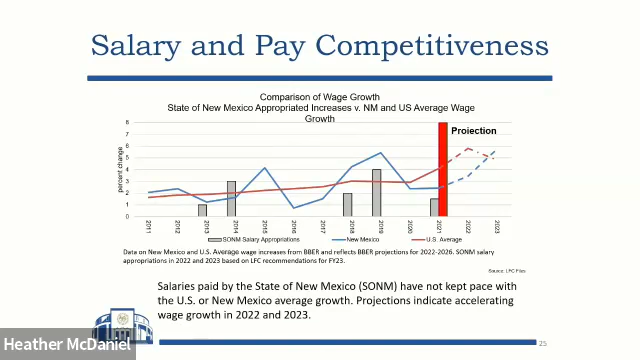 Salary and Pay Competitiveness
Comparison of Wage Growth
State of New Mexico Appropriated Increases v. NM and US Average Wage
Growth
8
7
6
5
4
3
2
1
0
percent change
Projection
2011
2012
2013
2014
2015
2016
2017
2018
2019
2020
2021
2022
2023
SONM Salary Appropriations
New Mexico
U.S. Average
Data on New Mexico and U.S. Average wage increases from BBER and reflects BBER projections for 2022-2026. SONM salary
appropriations in 2022 and 2023 based on LFC recommendations for FY23.
Source: LFC Files
Salaries paid by the State of New Mexico (SONM) have not kept pace with
the U.S. or New Mexico average growth. Projections indicate accelerating
wage growth in 2022 and 2023.
Heather McDaniel
25